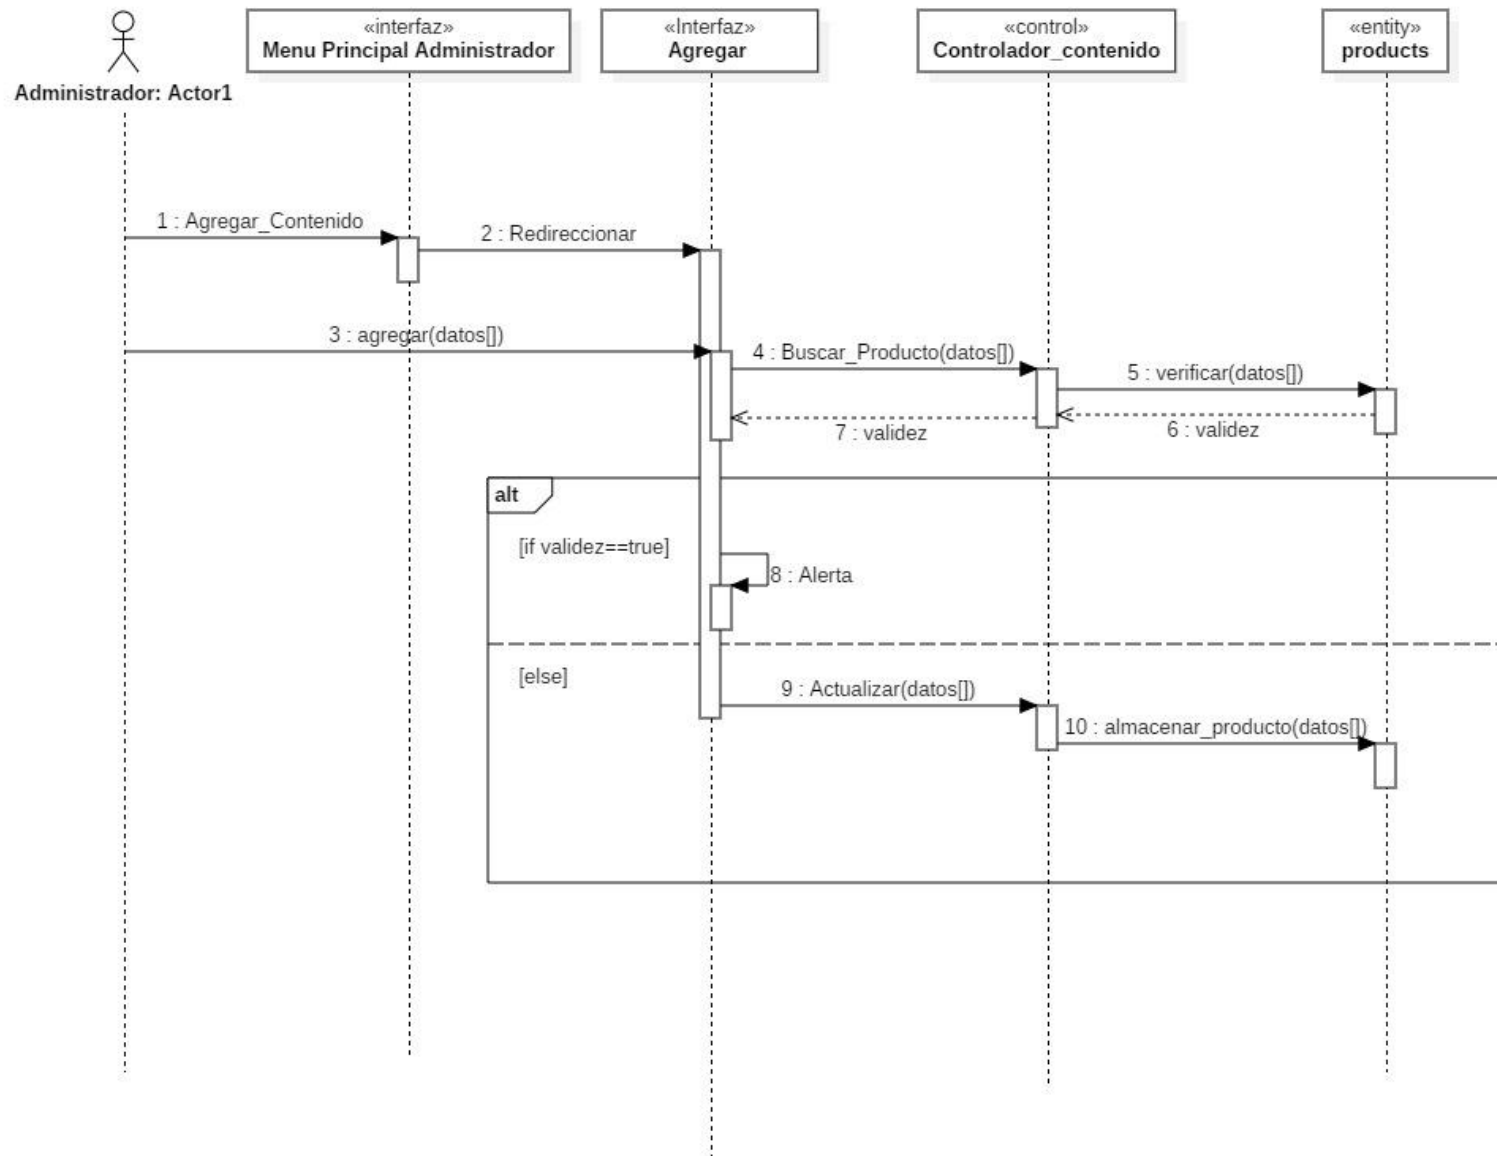 «interfaz»
Menu Principal Administrador
«Interfaz»
Agregar
«control»
Controlador_contenido
«entity»
products
Administrador: Actor1
1 : Agregar_Contenido
2 : Redireccionar
3 : agregar(datos[])
4 : Buscar_Producto(datos[])
5 : verificar(datos[])
6 : validez
7 : validez
alt
[if validez==true]
8 : Alerta
[else]
9 : Actualizar(datos[])
10 : almacenar_producto(datos[])